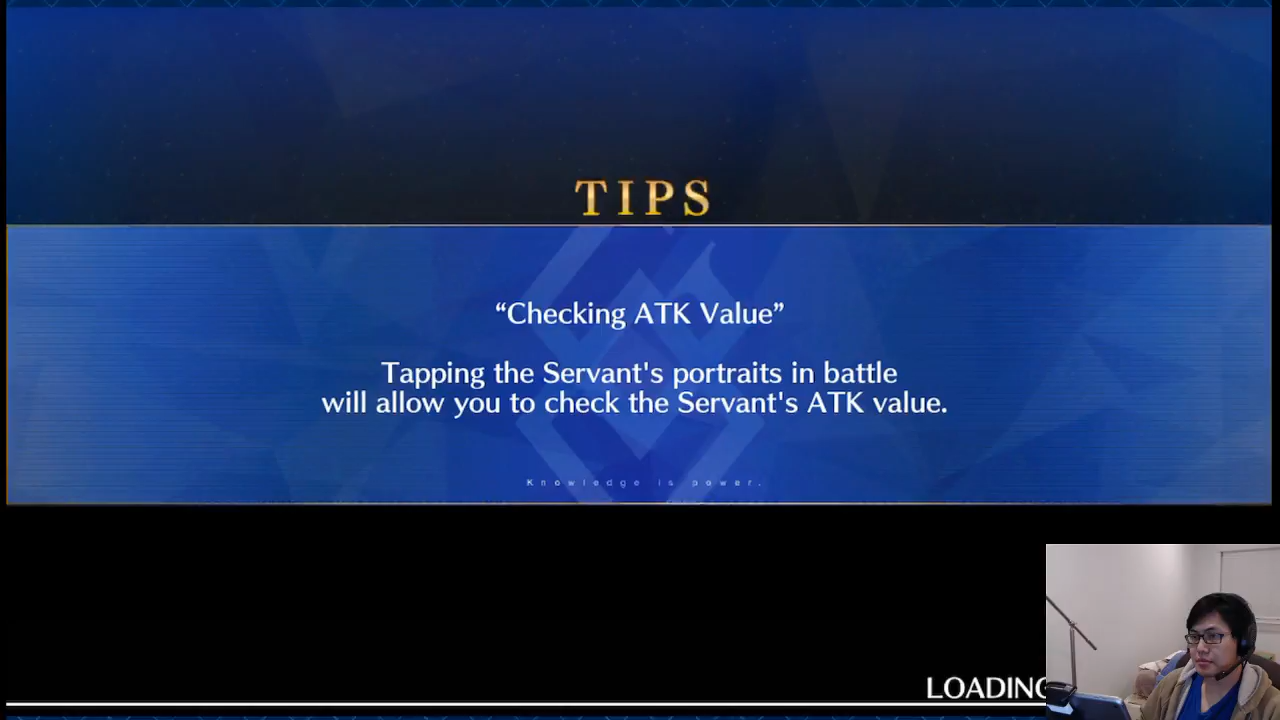 TIPS
“Checking ATK Value”
Tapping the Servant's portraits in battle
will allow you to check the Servant's ATK value.
Knowledge is power.
LOADING